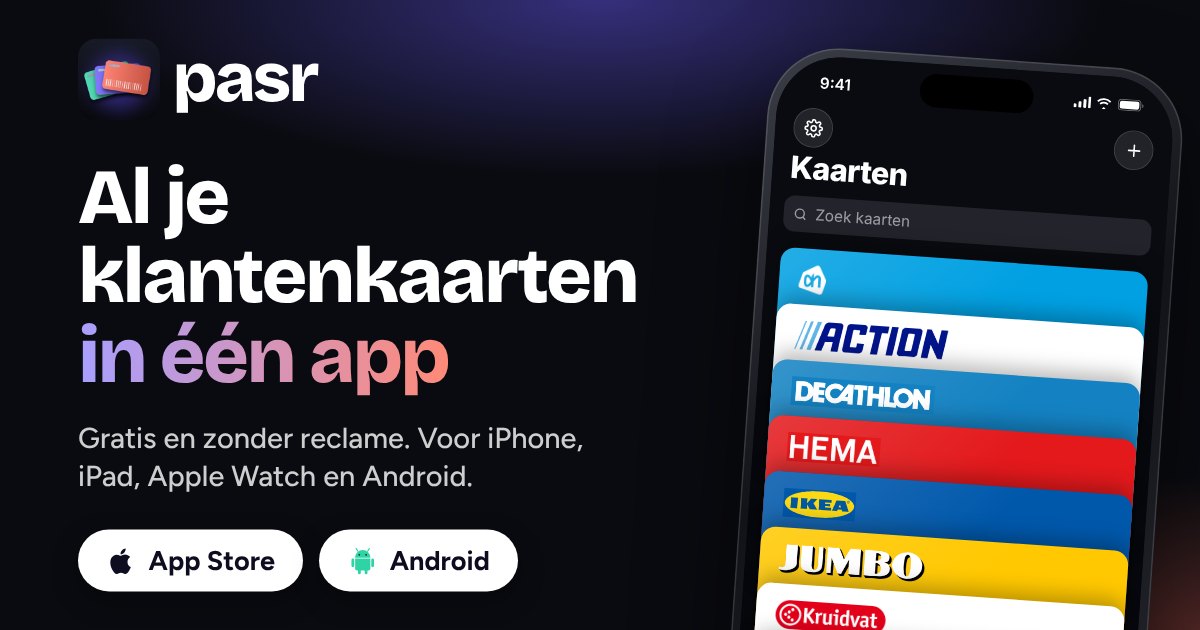 pasr
Al je
klantenkaarten
in één app
Gratis en zonder reclame. Voor iPhone,
iPad, Apple Watch en Android.
App Store
Android
9:41
Kaarten
Zoek kaarten
ah
ACTION
DECATHLON
HEMA
IKEA
JUMBO
Kruidvat